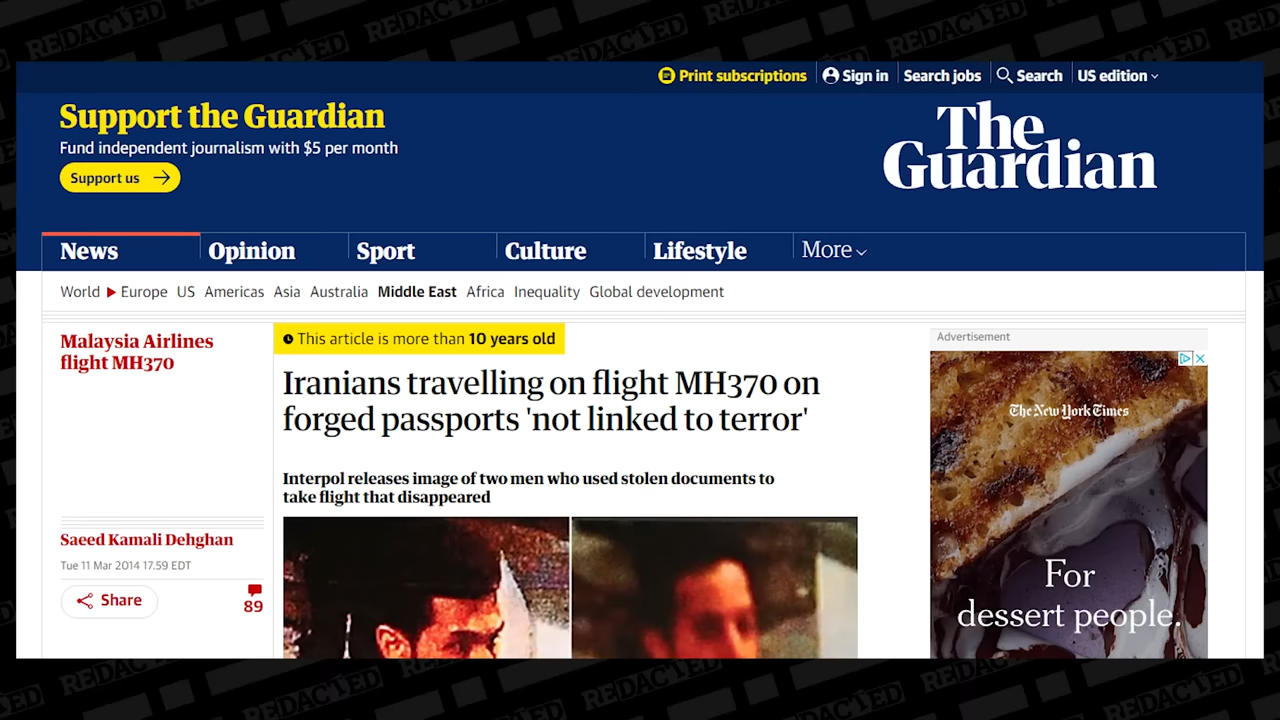 Print subscriptions
Sign in
Search jobs
Search
US edition
Support the Guardian
Fund independent journalism with $5 per month
Support us
The
Guardian
News
Opinion
Sport
Culture
Lifestyle
More
World
Europe
US
Americas
Asia
Australia
Middle East
Africa
Inequality
Global development
Malaysia Airlines
flight MH370
This article is more than 10 years old
Iranians travelling on flight MH370 on
forged passports 'not linked to terror'
Interpol releases image of two men who used stolen documents to
take flight that disappeared
Saeed Kamali Dehghan
Tue 11 Mar 2014 17.59 EDT
Share
89
Advertisement
The New York Times
For
dessert people.
REDACTED
REDACTED
REDACTED
REDACTED
REDACTED
REDACTED